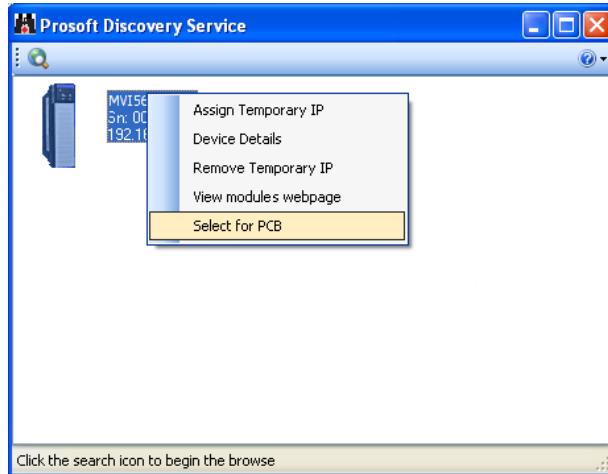 Prosoft Discovery Service
MVI56
Sn: 00
192.16
Assign Temporary IP
Device Details
Remove Temporary IP
View modules webpage
Select for PCB
Click the search icon to begin the browse